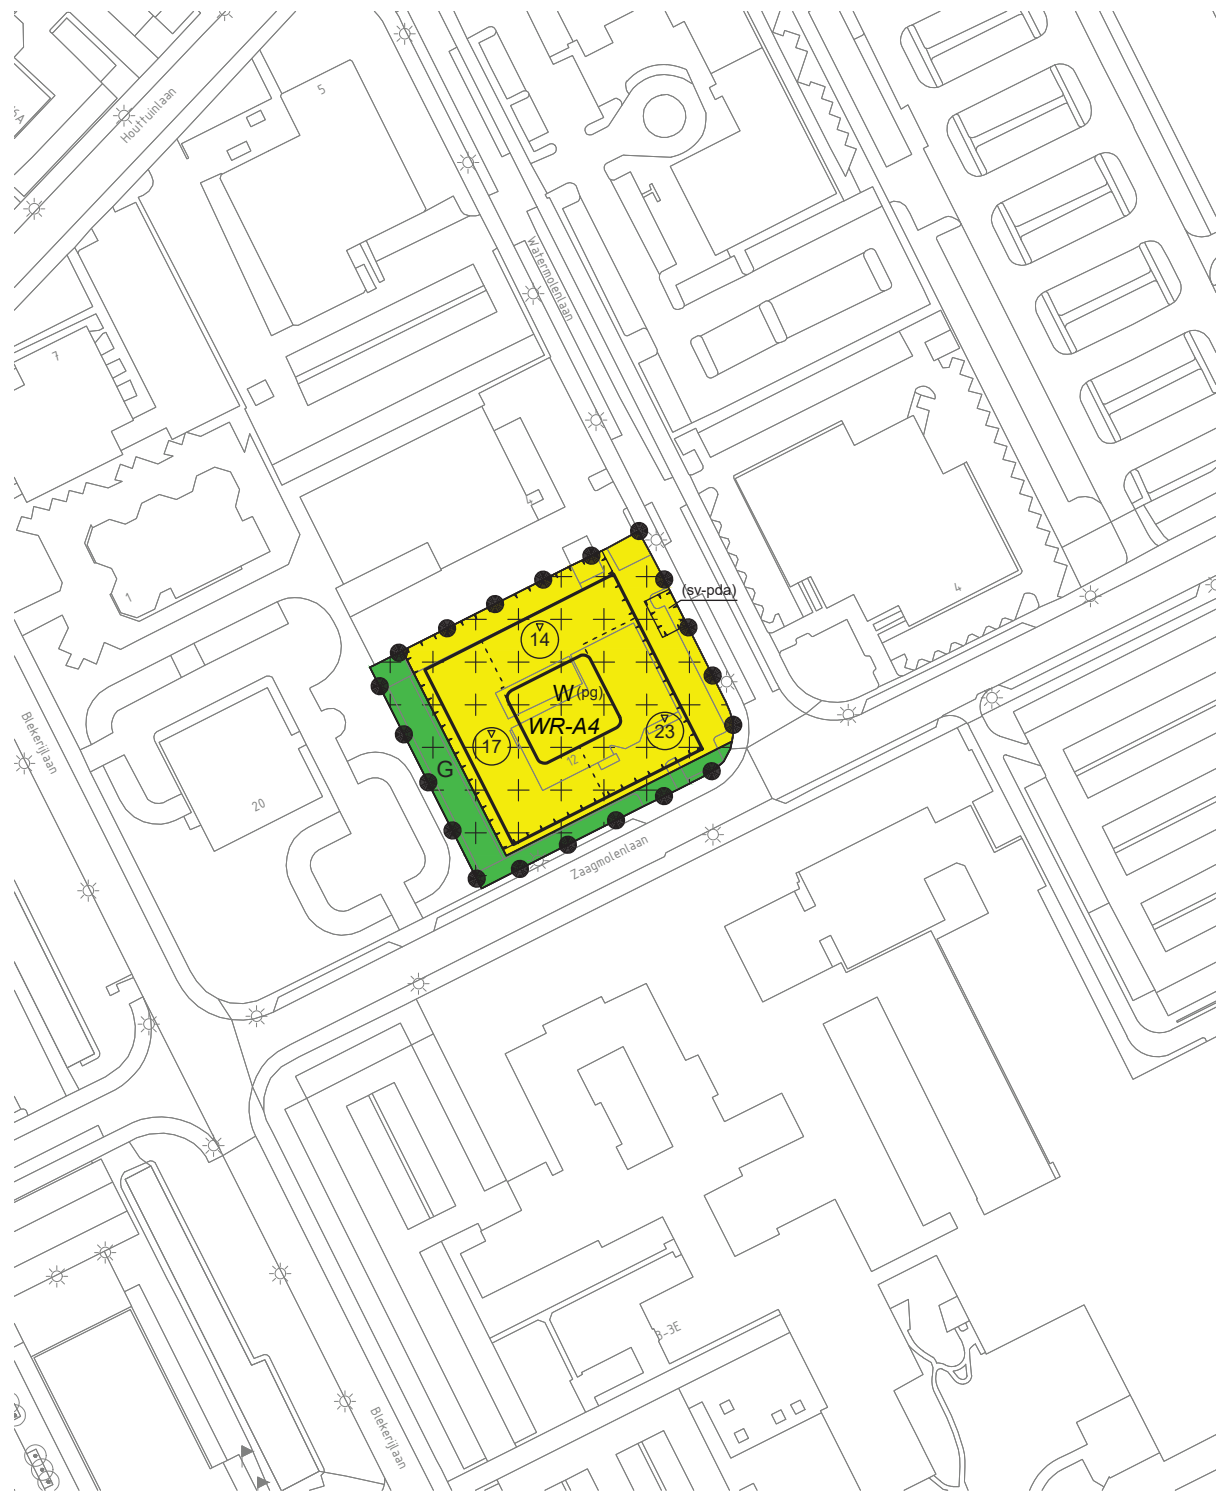 5
Houttuinlaan
Watermolenlaan
7
1
4
(sv-pda)
14
W(pg)
WR-A4
17
23
12
G
Blekerijlaan
20
Zaagmolenlaan
3-3E
Blekerijlaan